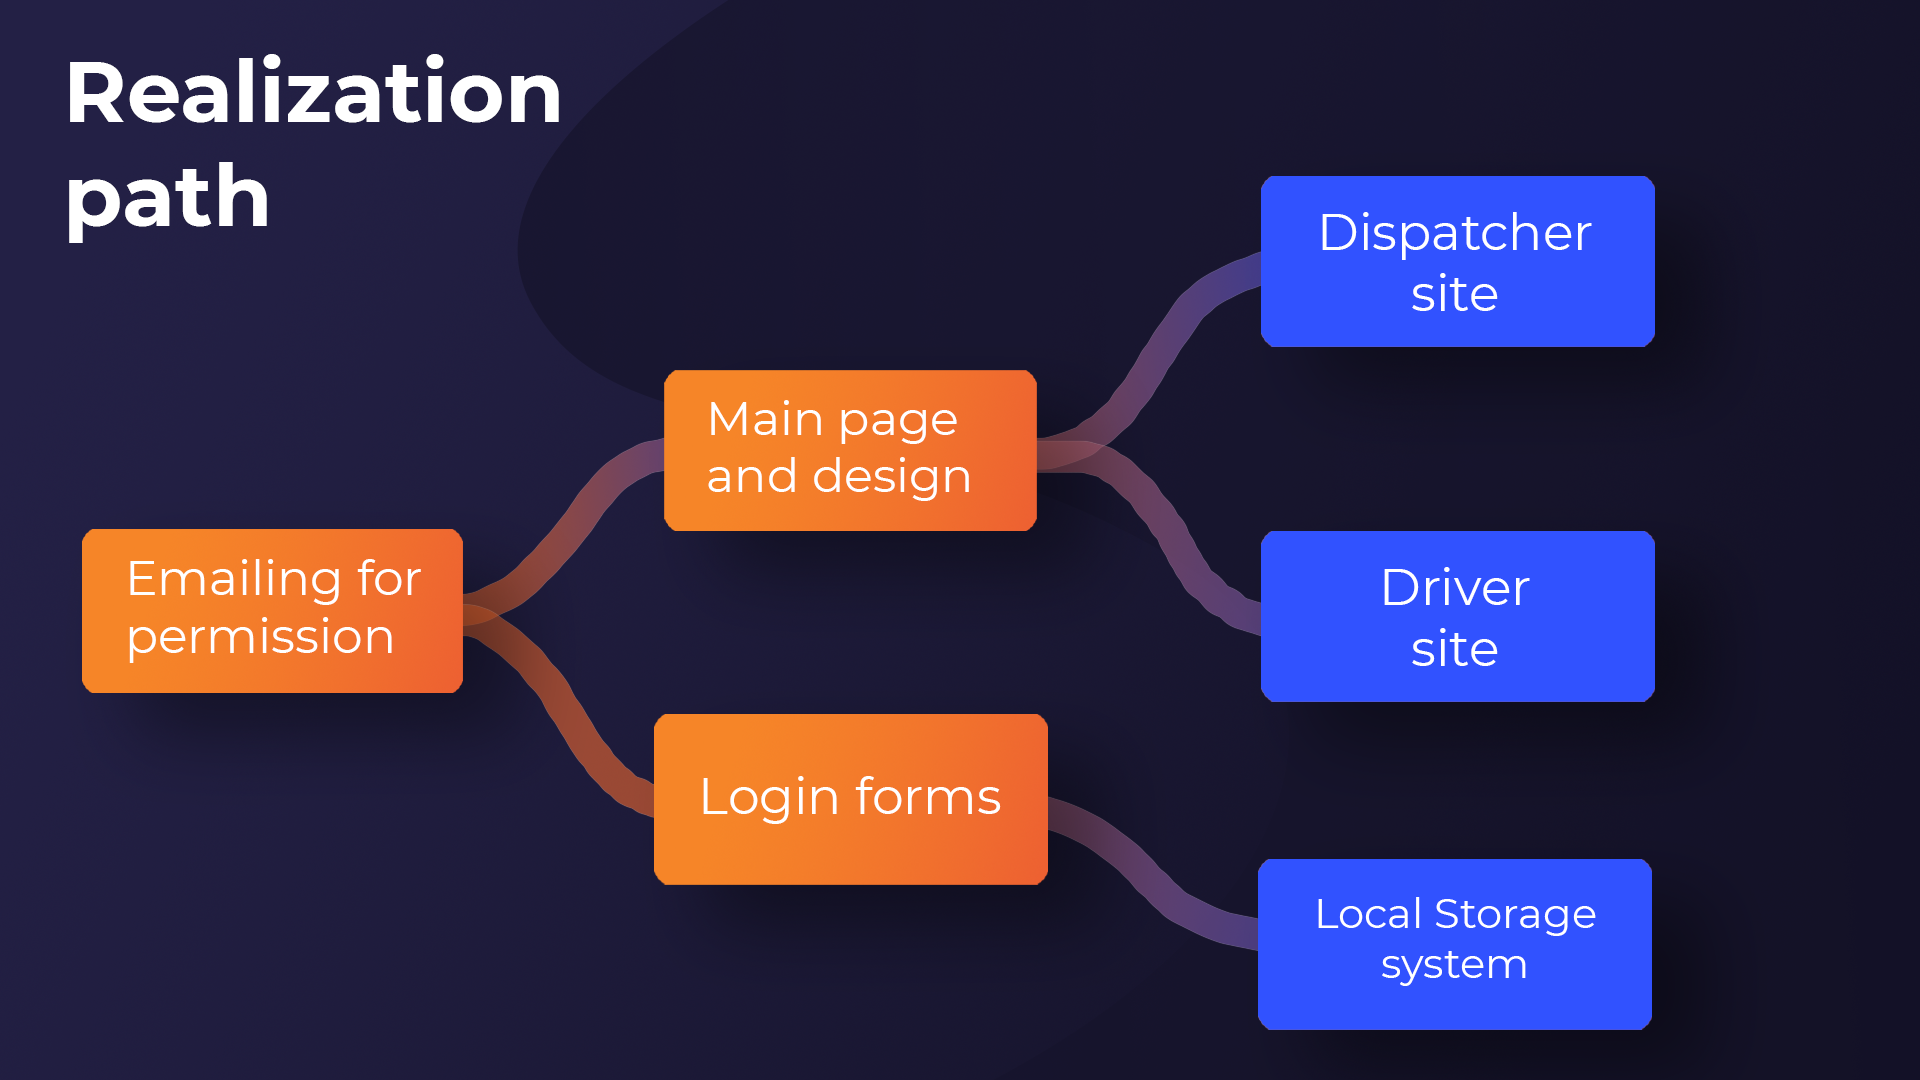 Realization
path
Emailing for
permission
Main page
and design
Login forms
Dispatcher
site
Driver
site
Local Storage
system